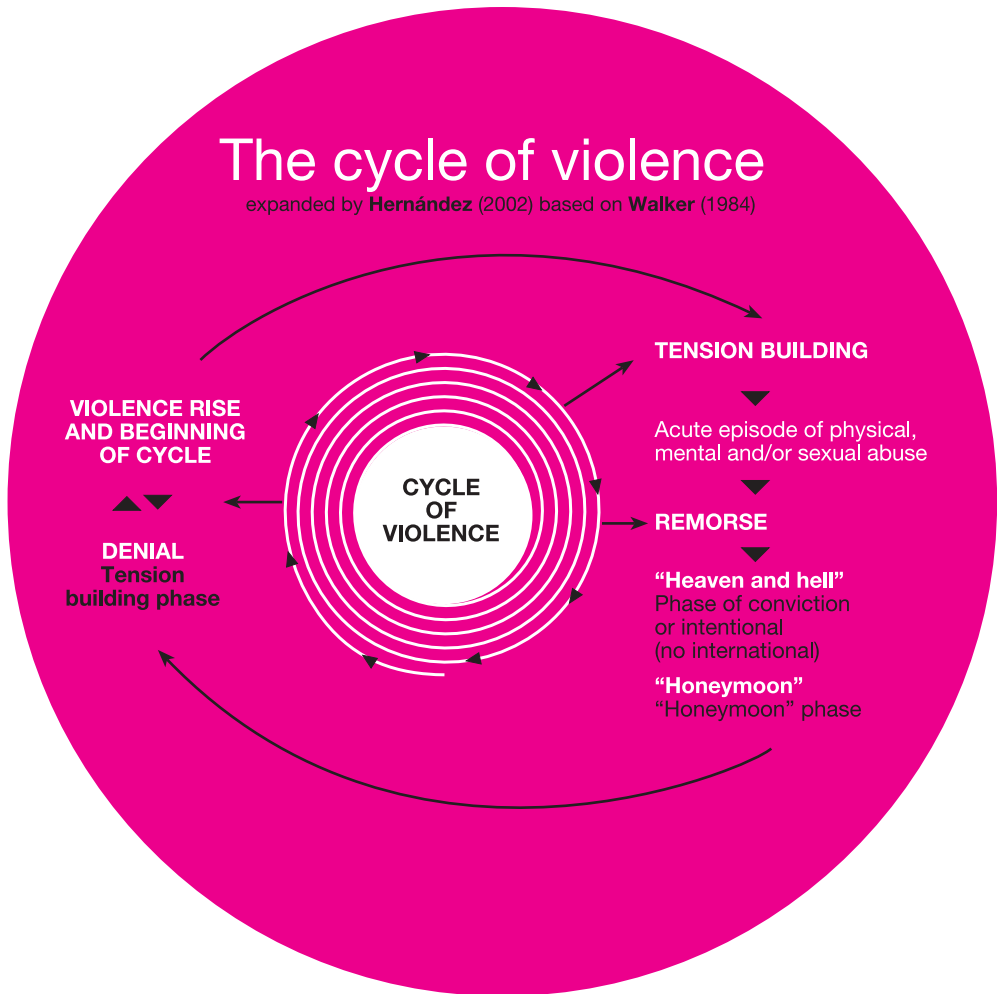 The cycle of violence
expanded by Hernández (2002) based on Walker (1984)
VIOLENCE RISE
AND BEGINNING
OF CYCLE
DENIAL
Tension
building phase
CYCLE
OF
VIOLENCE
TENSION BUILDING
Acute episode of physical,
mental and/or sexual abuse
REMORSE
“Heaven and hell”
Phase of conviction
or intentional
(no international)
“Honeymoon”
“Honeymoon” phase